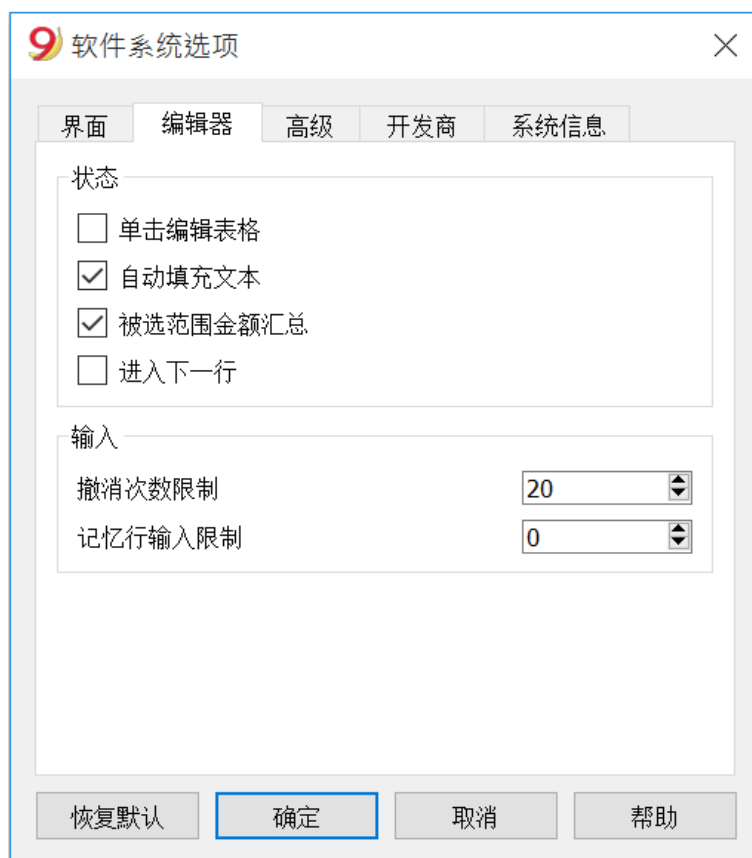 9 软件系统选项
界面 编辑器 高级 开发商 系统信息
状态
单击编辑表格
自动填充文本
被选范围金额汇总
进入下一行
输入
撤消次数限制 20
记忆行输入限制 0
恢复默认 确定 取消 帮助